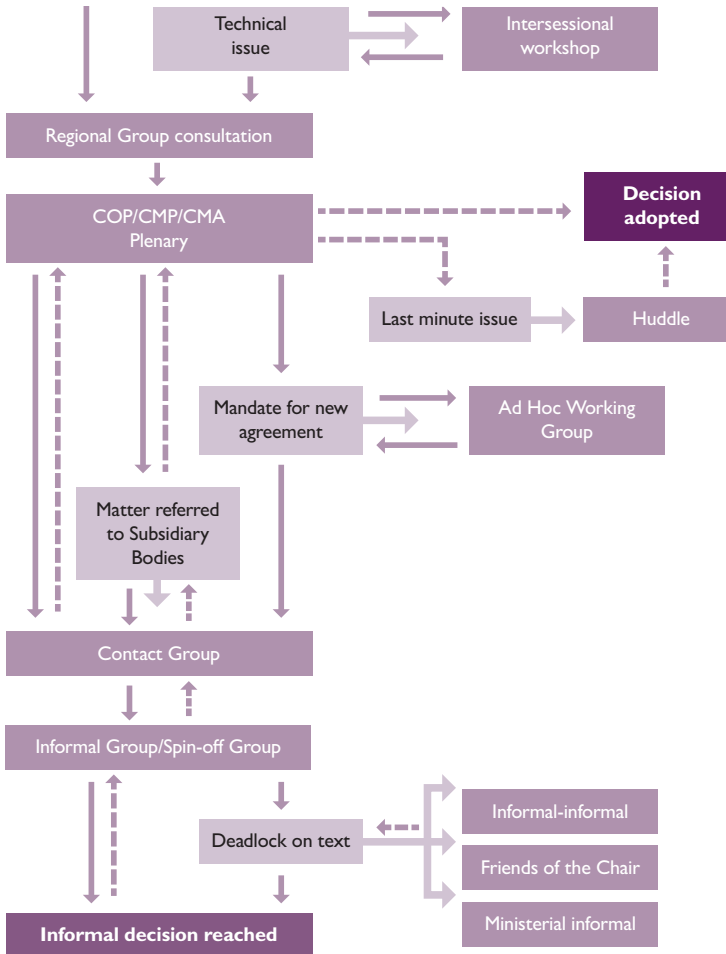 Technical
issue
Intersessional
workshop
Regional Group consultation
COP/CMP/CMA
Plenary
Decision
adopted
Last minute issue
Huddle
Mandate for new
agreement
Ad Hoc Working
Group
Matter referred
to Subsidiary
Bodies
Contact Group
Informal Group/Spin-off Group
Informal-informal
Deadlock on text
Friends of the Chair
Ministerial informal
Informal decision reached